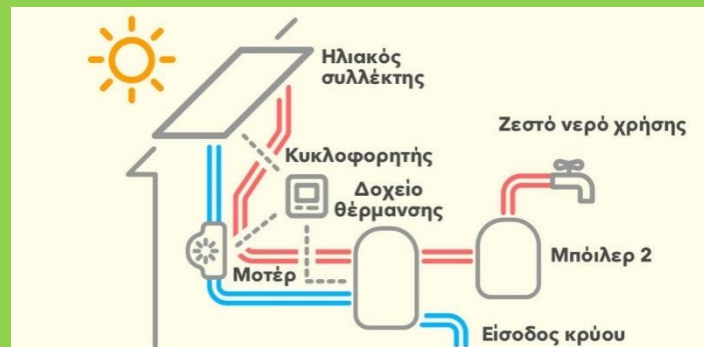 Ηλιακός
συλλέκτης
Ζεστό νερό χρήσης
Κυκλοφορητής
Δοχείο
θέρμανσης
Μοτέρ
Μπόιλερ 2
Είσοδος κρύου